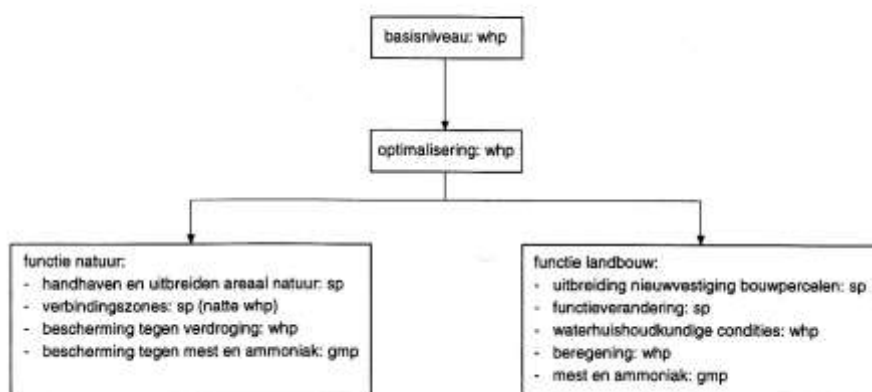 basisniveau: whp
optimalisering: whp
functie natuur:
- handhaven en uitbreiden areaal natuur: sp
- verbindingszones: sp (natte whp)
- bescherming tegen verdroging: whp
- bescherming tegen mest en ammoniak: gmp
functie landbouw:
- uitbreiding nieuwvestiging bouwpercelen: sp
- functieverandering: sp
- waterhuishoudkundige condities: whp
- beregening: whp
- mest en ammoniak: gmp